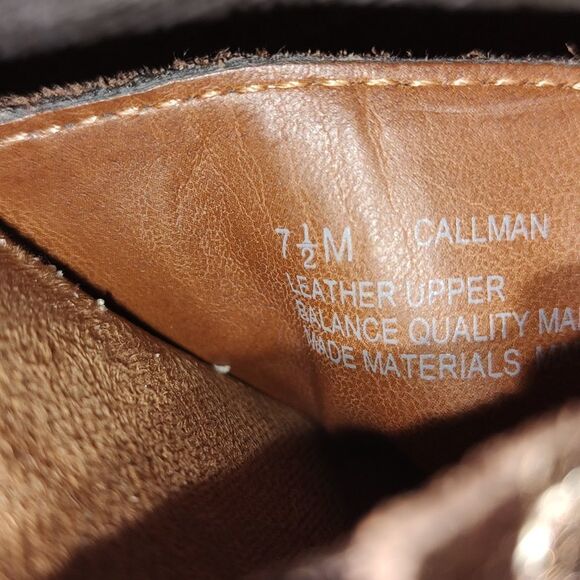 7 ½ M CALLMAN
LEATHER UPPER
BALANCE QUALITY MA
MADE MATERIALS